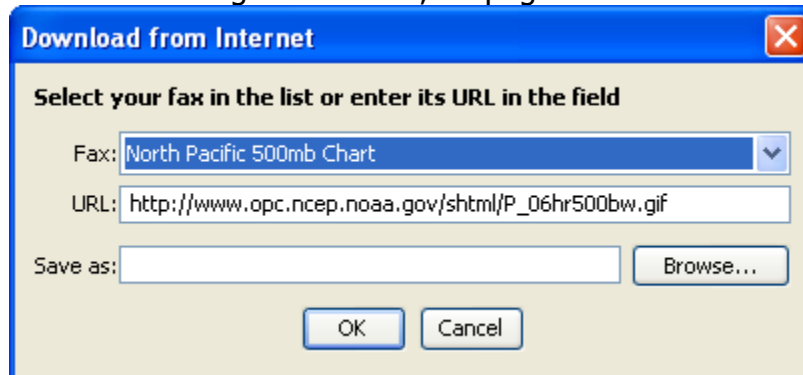 Download from Internet
Select your fax in the list or enter its URL in the field
Fax: North Pacific 500mb Chart
URL: http://www.opc.ncep.noaa.gov/shtml/P_06hr500bw.gif
Save as: Browse...
OK Cancel